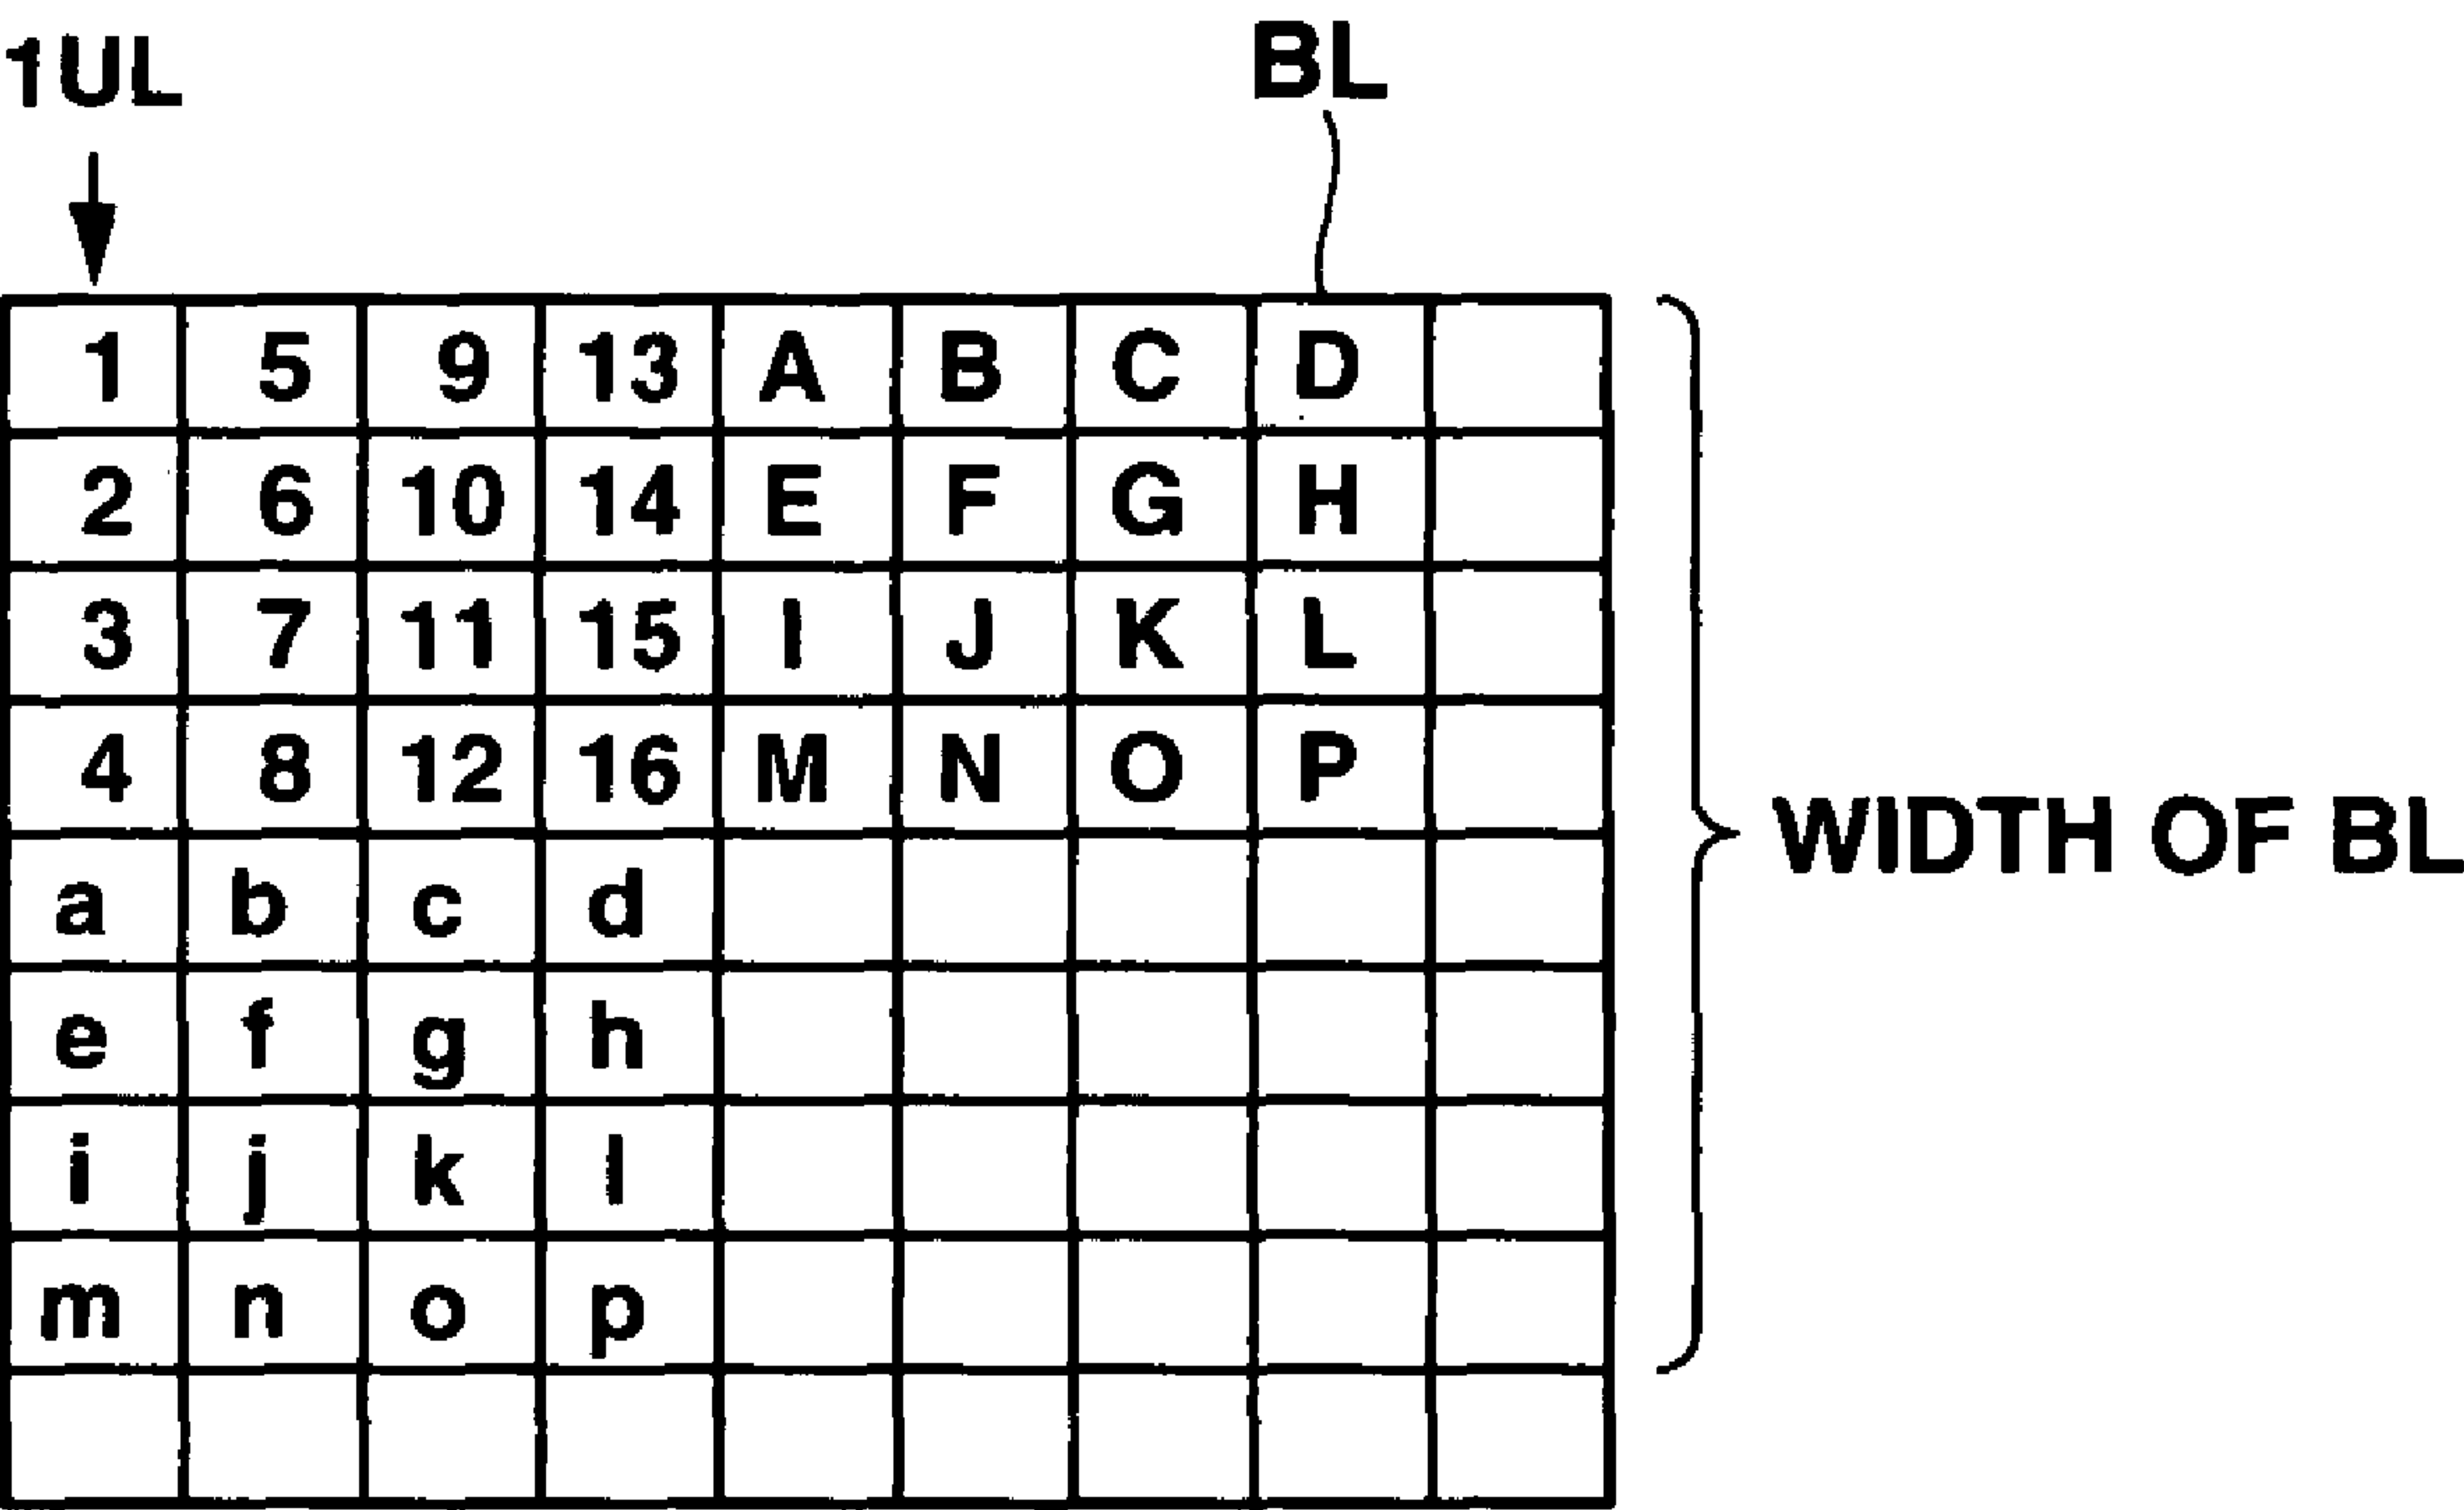 1UL BL
1 5 9 13 A B C D
2 6 10 14 E F G H
3 7 11 15 I J K L
4 8 12 16 M N O P
WIDTH OF BL
a b c d
e f g h
i j k l
m n o p